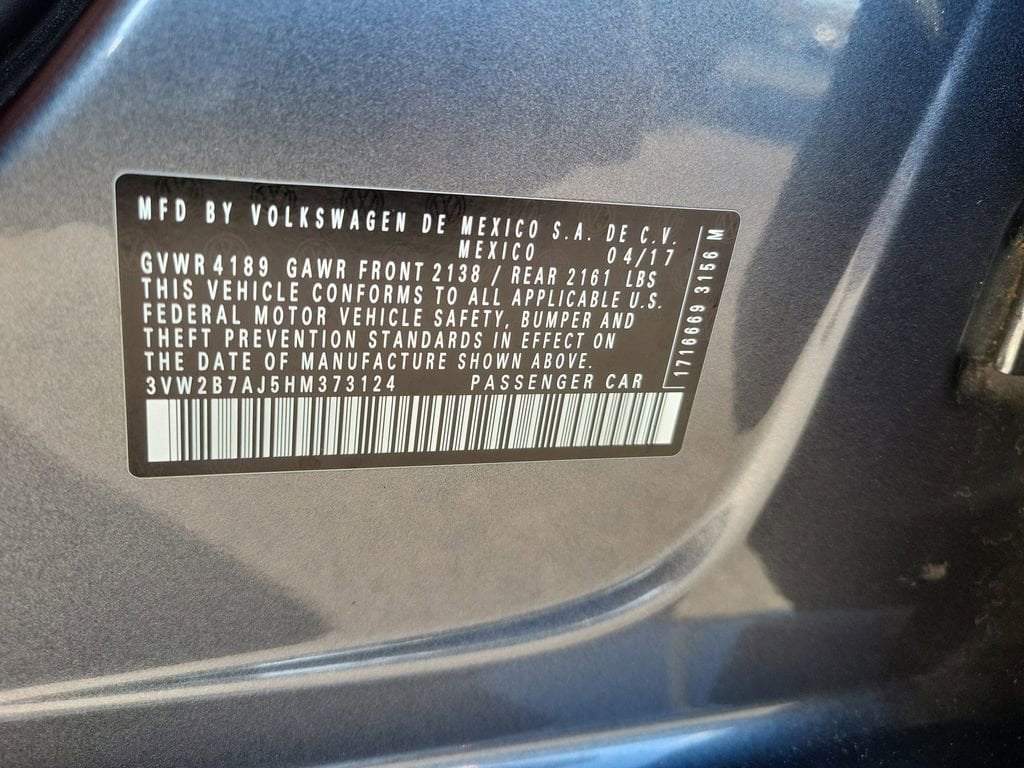 MFD BY VOLKSWAGEN DE MEXICO S.A. DE C.V.
MEXICO 04/17
GVWR 4189 GAWR FRONT 2138 / REAR 2161 LBS
THIS VEHICLE CONFORMS TO ALL APPLICABLE U.S.
FEDERAL MOTOR VEHICLE SAFETY, BUMPER AND
THEFT PREVENTION STANDARDS IN EFFECT ON
THE DATE OF MANUFACTURE SHOWN ABOVE.
3VW2B7AJ5HM373124 PASSENGER CAR
1716669 3156 M